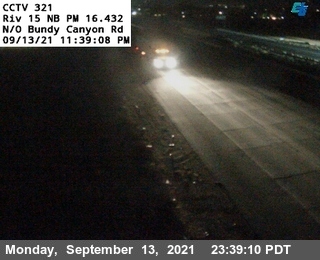 CCTV 321
Riv 15 NB PM 16.432
N/O Bundy Canyon Rd
09/13/21 11:39:08 PM
Monday, September 13, 2021 23:39:10 PDT